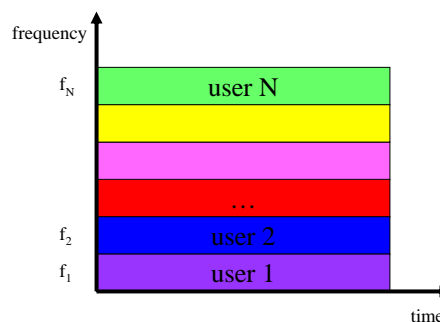 frequency
f_N user N
…
f_2 user 2
f_1 user 1
time